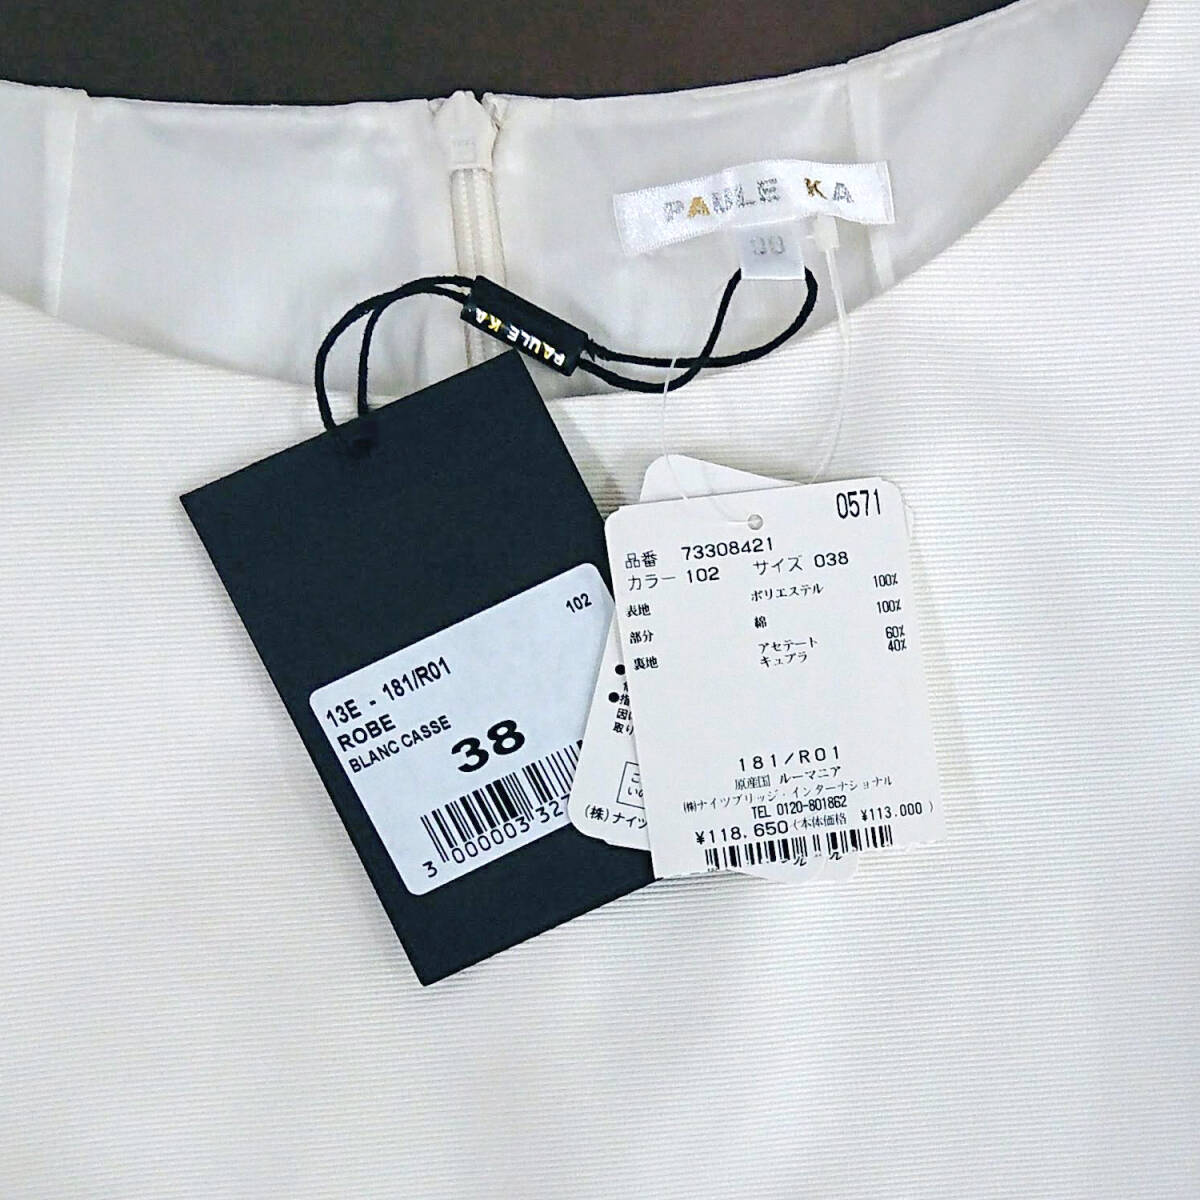 PAULE KA
PAULE KA
102
13E - 181/R01
ROBE
BLANC CASSE
38
3 000003 327
0571
品番 73308421
カラー 102 サイズ 038
表地 ポリエステル 100%
部分 綿 100%
裏地 アセテート 60%
キュプラ 40%
181/R01
原産国 ルーマニア
㈱ナイツブリッジ・インターナショナル
TEL 0120-801862
¥118,650 (本体価格 ¥113,000)
(株)ナイツ